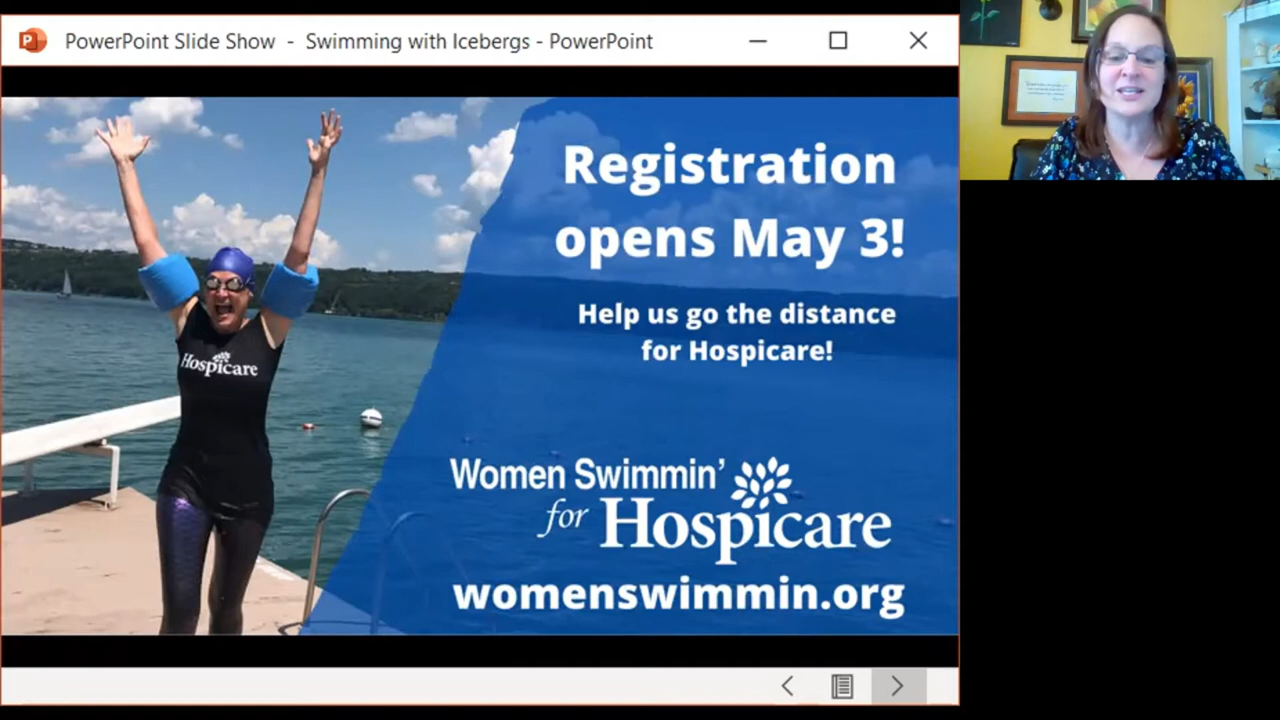 PowerPoint Slide Show - Swimming with Icebergs - PowerPoint
Registration
opens May 3!
Help us go the distance
for Hospicare!
Hospicare
Women Swimmin'
for Hospicare
womenswimmin.org